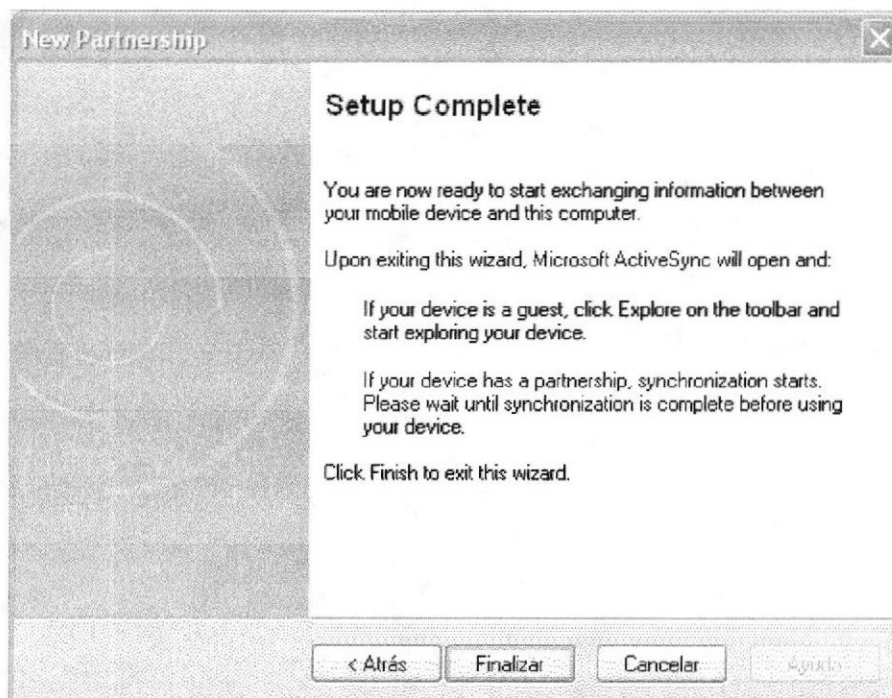 New Partnership
Setup Complete
You are now ready to start exchanging information between
your mobile device and this computer.
Upon exiting this wizard, Microsoft ActiveSync will open and:
If your device is a guest, click Explore on the toolbar and
start exploring your device.
If your device has a partnership, synchronization starts.
Please wait until synchronization is complete before using
your device.
Click Finish to exit this wizard.
< Atrás Finalizar Cancelar Ayuda